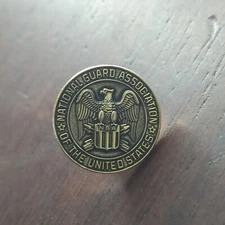 NATIONAL GUARD ASSOCIATION
OF THE UNITED STATES